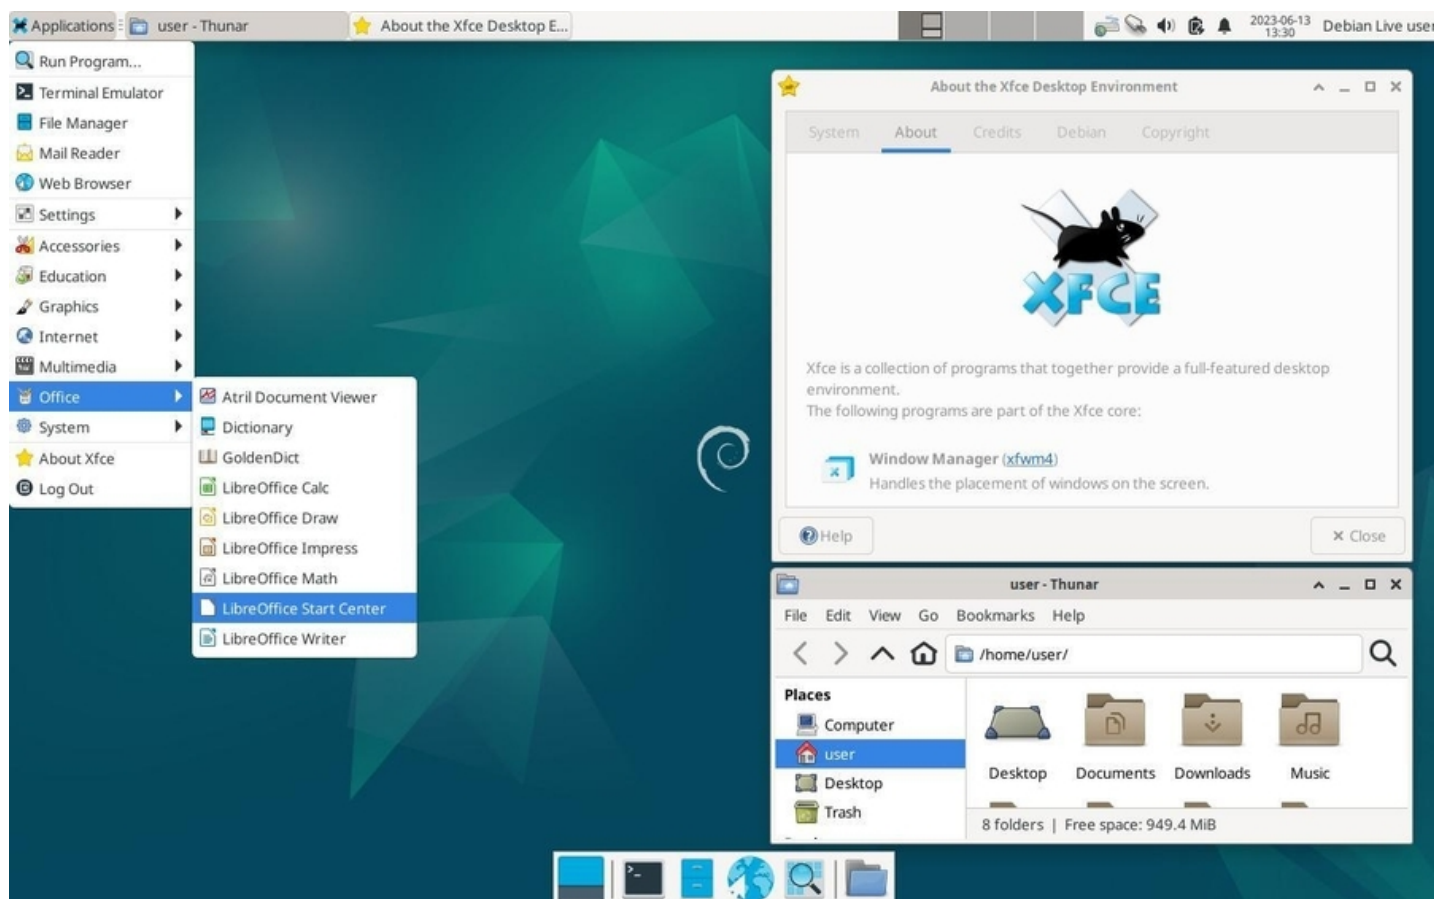 Applications
user - Thunar
About the Xfce Desktop E...
2023-06-13
13:30
Debian Live user
Run Program...
Terminal Emulator
File Manager
Mail Reader
Web Browser
Settings
Accessories
Education
Graphics
Internet
Multimedia
Office
System
About Xfce
Log Out
Atril Document Viewer
Dictionary
GoldenDict
LibreOffice Calc
LibreOffice Draw
LibreOffice Impress
LibreOffice Math
LibreOffice Start Center
LibreOffice Writer
About the Xfce Desktop Environment
System About Credits Debian Copyright
XFCE
Xfce is a collection of programs that together provide a full-featured desktop
environment.
The following programs are part of the Xfce core:
Window Manager (xfwm4)
Handles the placement of windows on the screen.
Help
Close
user - Thunar
File Edit View Go Bookmarks Help
/home/user/
Places
Computer
user
Desktop
Trash
Desktop Documents Downloads Music
8 folders | Free space: 949.4 MiB